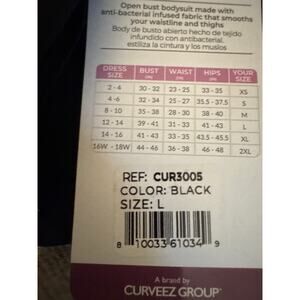 Open bust bodysuit made with
anti-bacterial infused fabric that smooths
your waistline and thighs
Body de busto abierto hecho de tejido
infundido con antibacterial,
estiliza la cintura y los muslos
DRESS SIZE BUST (IN) WAIST (IN) HIPS (IN) YOUR SIZE
2 - 4 30 - 32 23 - 25 33 - 35 XS
4 - 6 32 - 34 25 - 28 35.5 - 37.5 S
8 - 10 35 - 38 28 - 30 38 - 40 M
12 - 14 39 - 41 31 - 33 41 - 43 L
14 - 16 41 - 43 33 - 35 43.5 - 45.5 XL
16W - 18W 44 - 46 36 - 38 46 - 48 2XL
REF: CUR3005
COLOR: BLACK
SIZE: L
8 10033 61034 9
A brand by
CURVEEZ GROUP